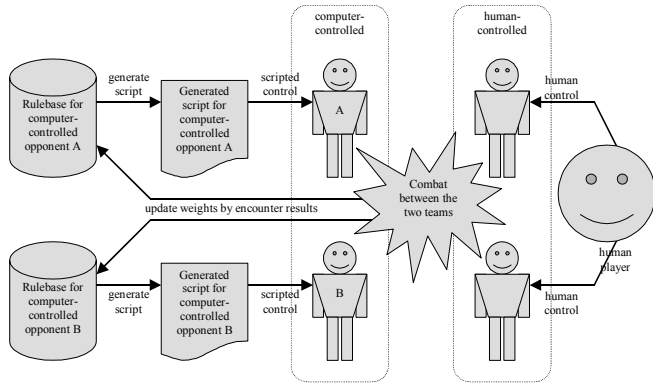 computer-
controlled
human-
controlled
Rulebase for
computer-
controlled
opponent A
generate
script
Generated
script for
computer-
controlled
opponent A
scripted
control
A
human
control
Combat
between the
two teams
update weights by encounter results
human
player
Rulebase for
computer-
controlled
opponent B
generate
script
Generated
script for
computer-
controlled
opponent B
scripted
control
B
human
control